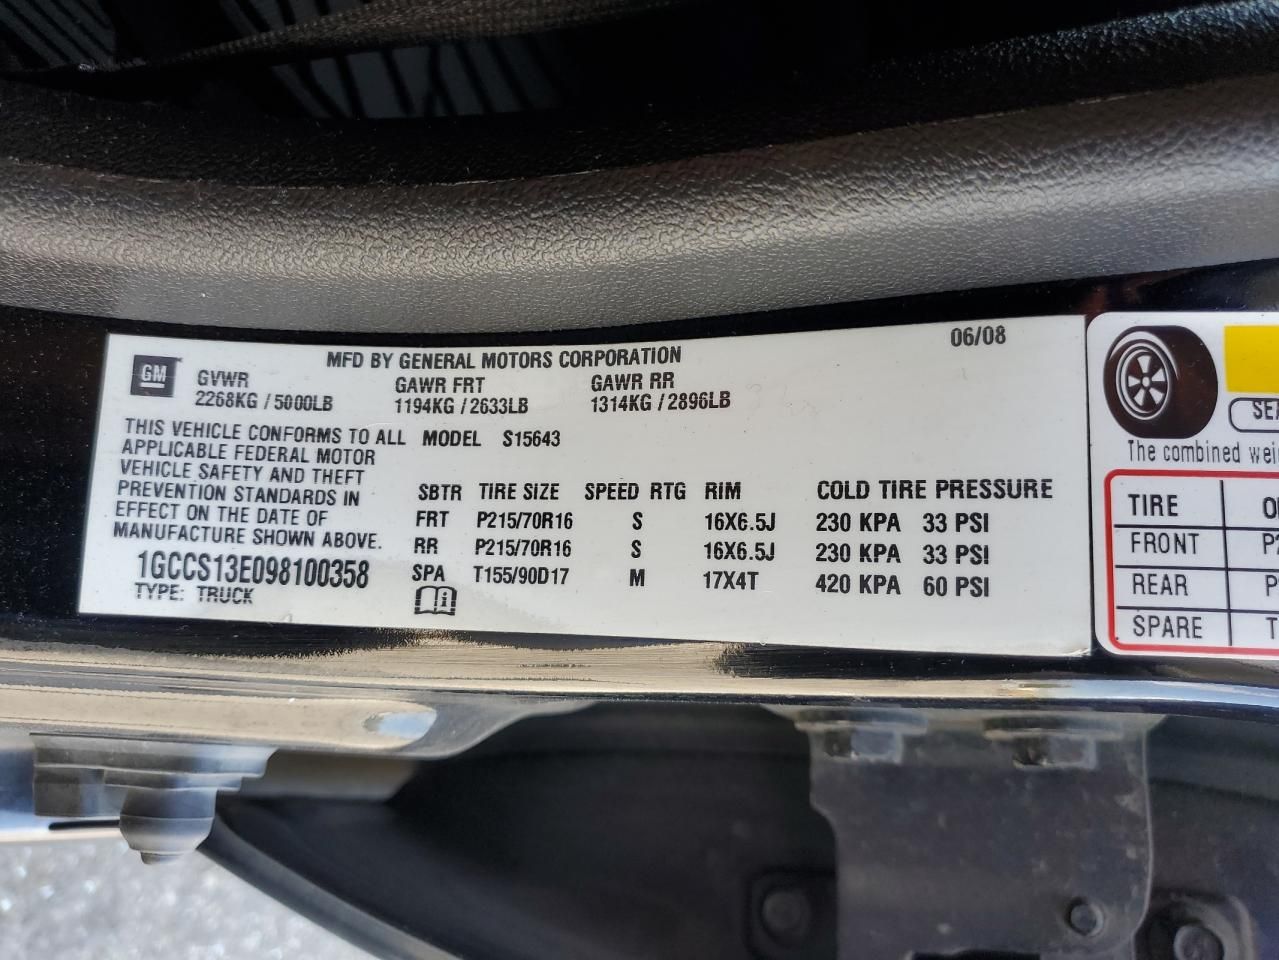 06/08
MFD BY GENERAL MOTORS CORPORATION
GM
GVWR GAWR FRT GAWR RR
2268KG / 5000LB 1194KG / 2633LB 1314KG / 2896LB
THIS VEHICLE CONFORMS TO ALL
APPLICABLE FEDERAL MOTOR
VEHICLE SAFETY AND THEFT
PREVENTION STANDARDS IN
EFFECT ON THE DATE OF
MANUFACTURE SHOWN ABOVE.
1GCCS13E098100358
TYPE: TRUCK
MODEL S15643
SBTR TIRE SIZE SPEED RTG RIM COLD TIRE PRESSURE
FRT P215/70R16 S 16X6.5J 230 KPA 33 PSI
RR P215/70R16 S 16X6.5J 230 KPA 33 PSI
SPA T155/90D17 M 17X4T 420 KPA 60 PSI
i
The combined
TIRE
FRONT
REAR
SPARE